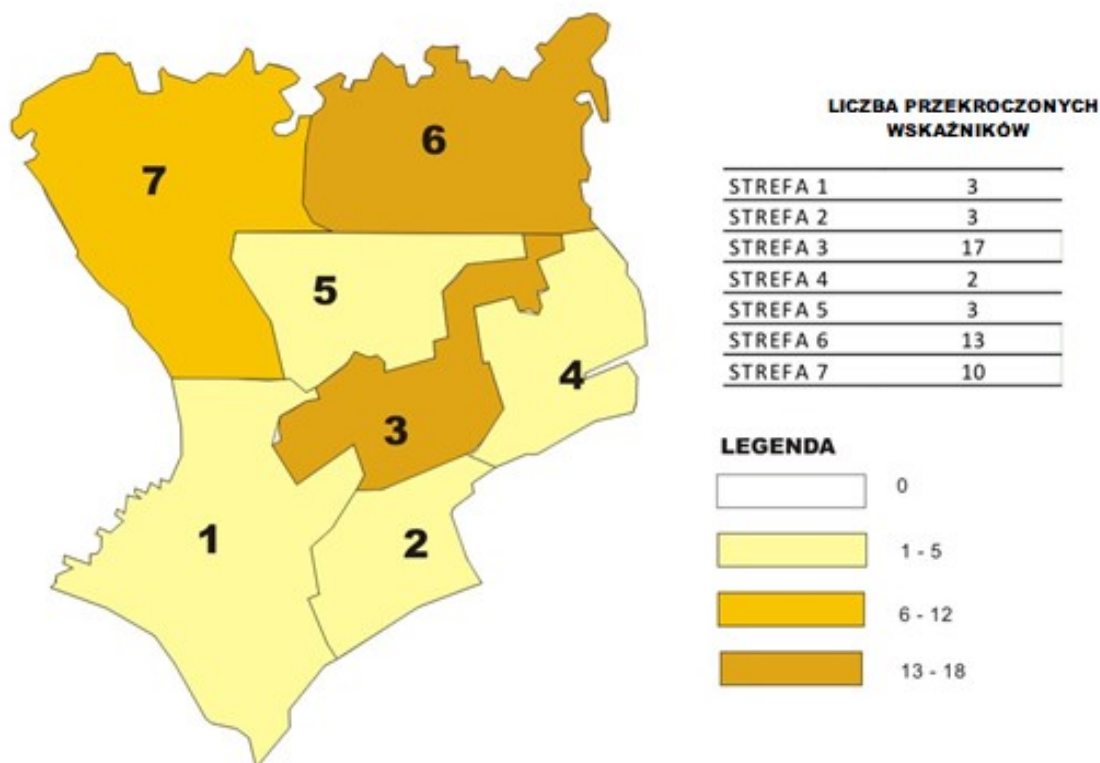 7
6
5
4
3
1
2
LICZBA PRZEKROCZONYCH
WSKAŹNIKÓW
STREFA 1 3
STREFA 2 3
STREFA 3 17
STREFA 4 2
STREFA 5 3
STREFA 6 13
STREFA 7 10
LEGENDA
0
1 - 5
6 - 12
13 - 18